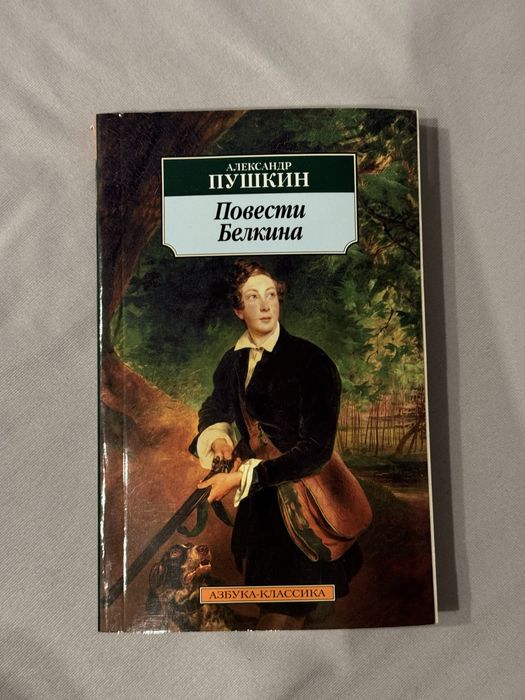 АЛЕКСАНДР
ПУШКИН
Повести
Белкина
АЗБУКА-КЛАССИКА